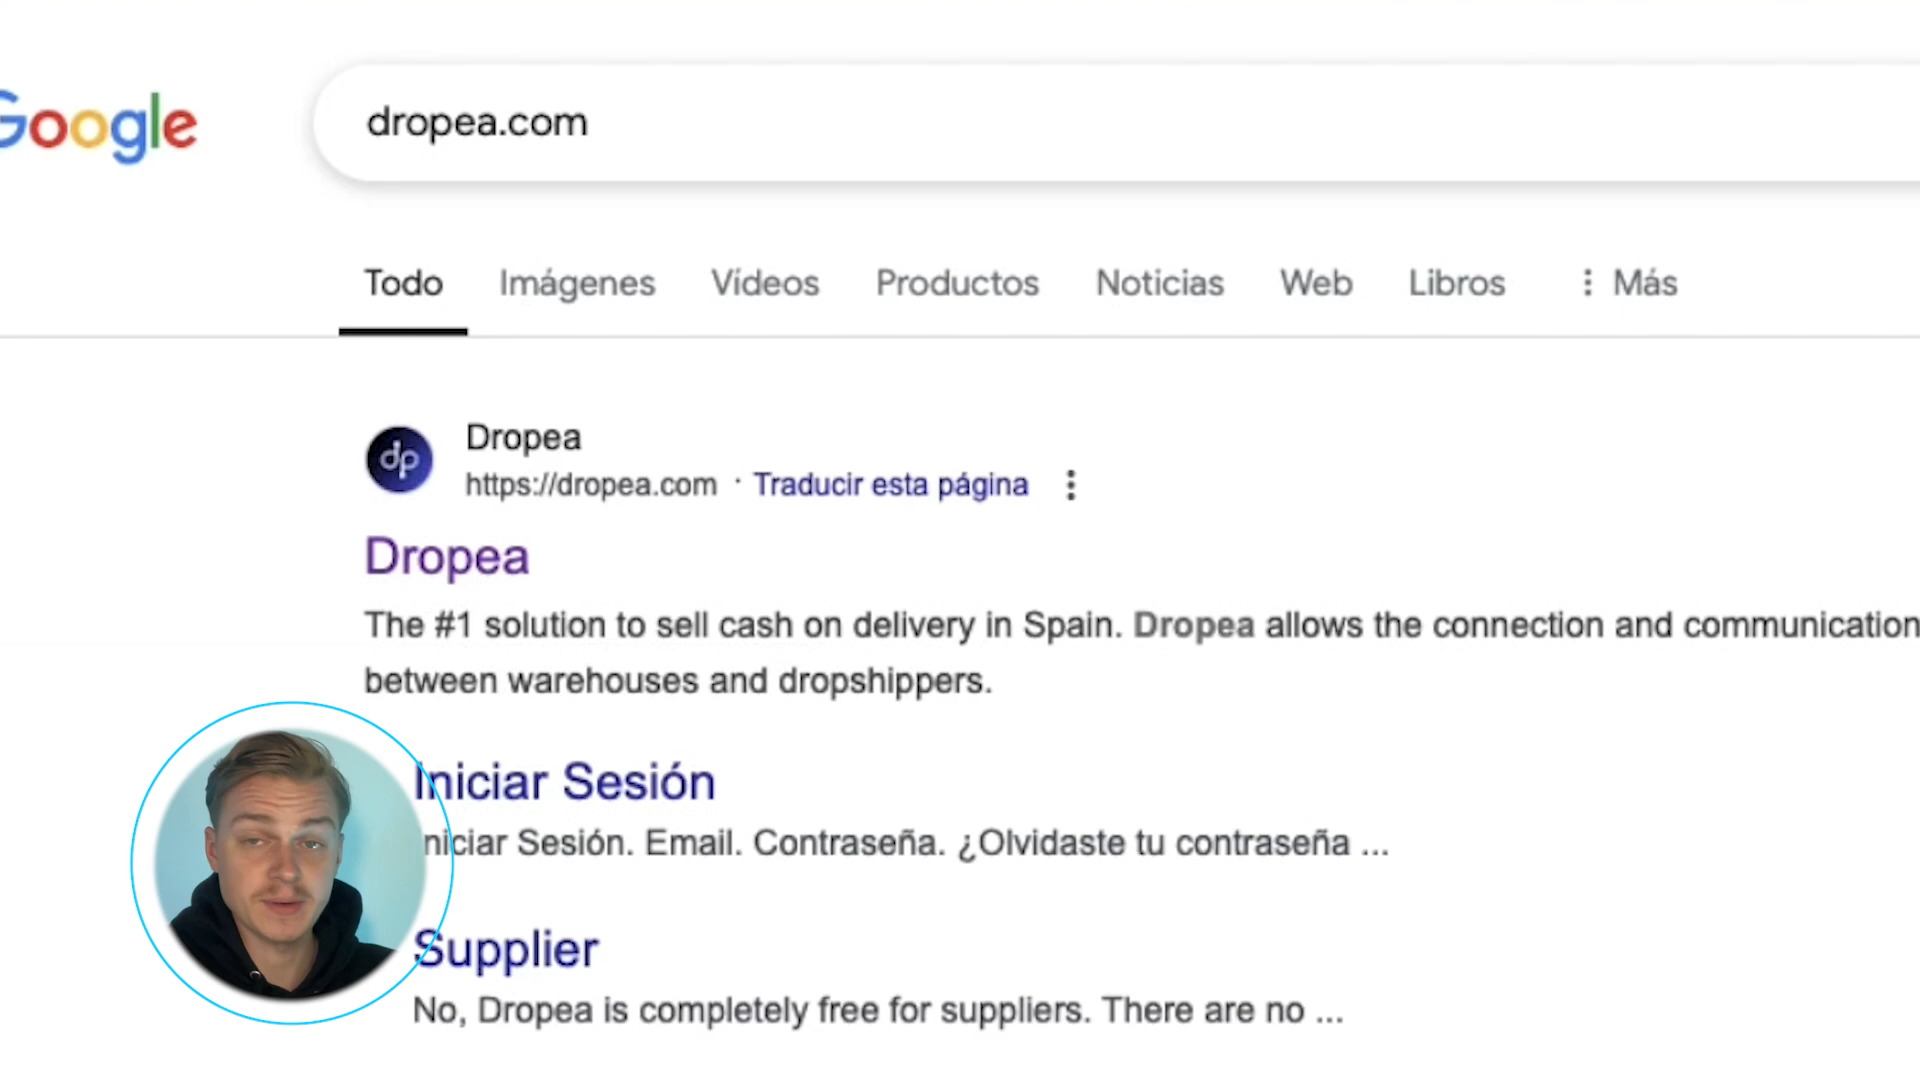 Google
dropea.com
Todo Imágenes Vídeos Productos Noticias Web Libros Más
dp
Dropea
https://dropea.com · Traducir esta página
Dropea
The #1 solution to sell cash on delivery in Spain. Dropea allows the connection and communication
between warehouses and dropshippers.
Iniciar Sesión
Iniciar Sesión. Email. Contraseña. ¿Olvidaste tu contraseña ...
Supplier
No, Dropea is completely free for suppliers. There are no ...